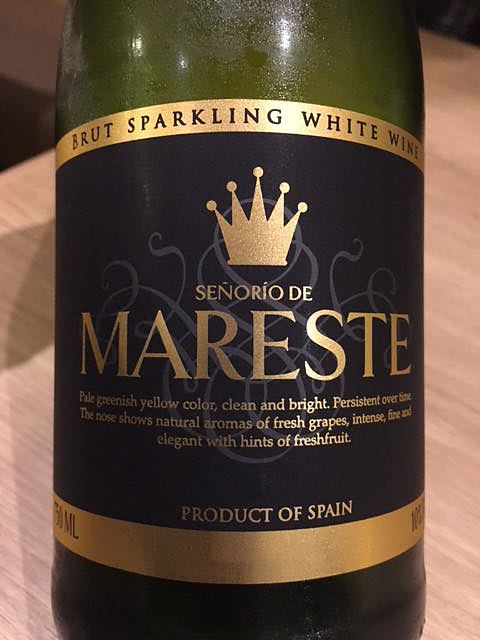 BRUT SPARKLING WHITE WINE
SEÑORÍO DE
MARESTE
Pale greenish yellow color, clean and bright. Persistent over time.
The nose shows natural aromas of fresh grapes, intense, fine and
elegant with hints of freshfruit.
PRODUCT OF SPAIN
ML